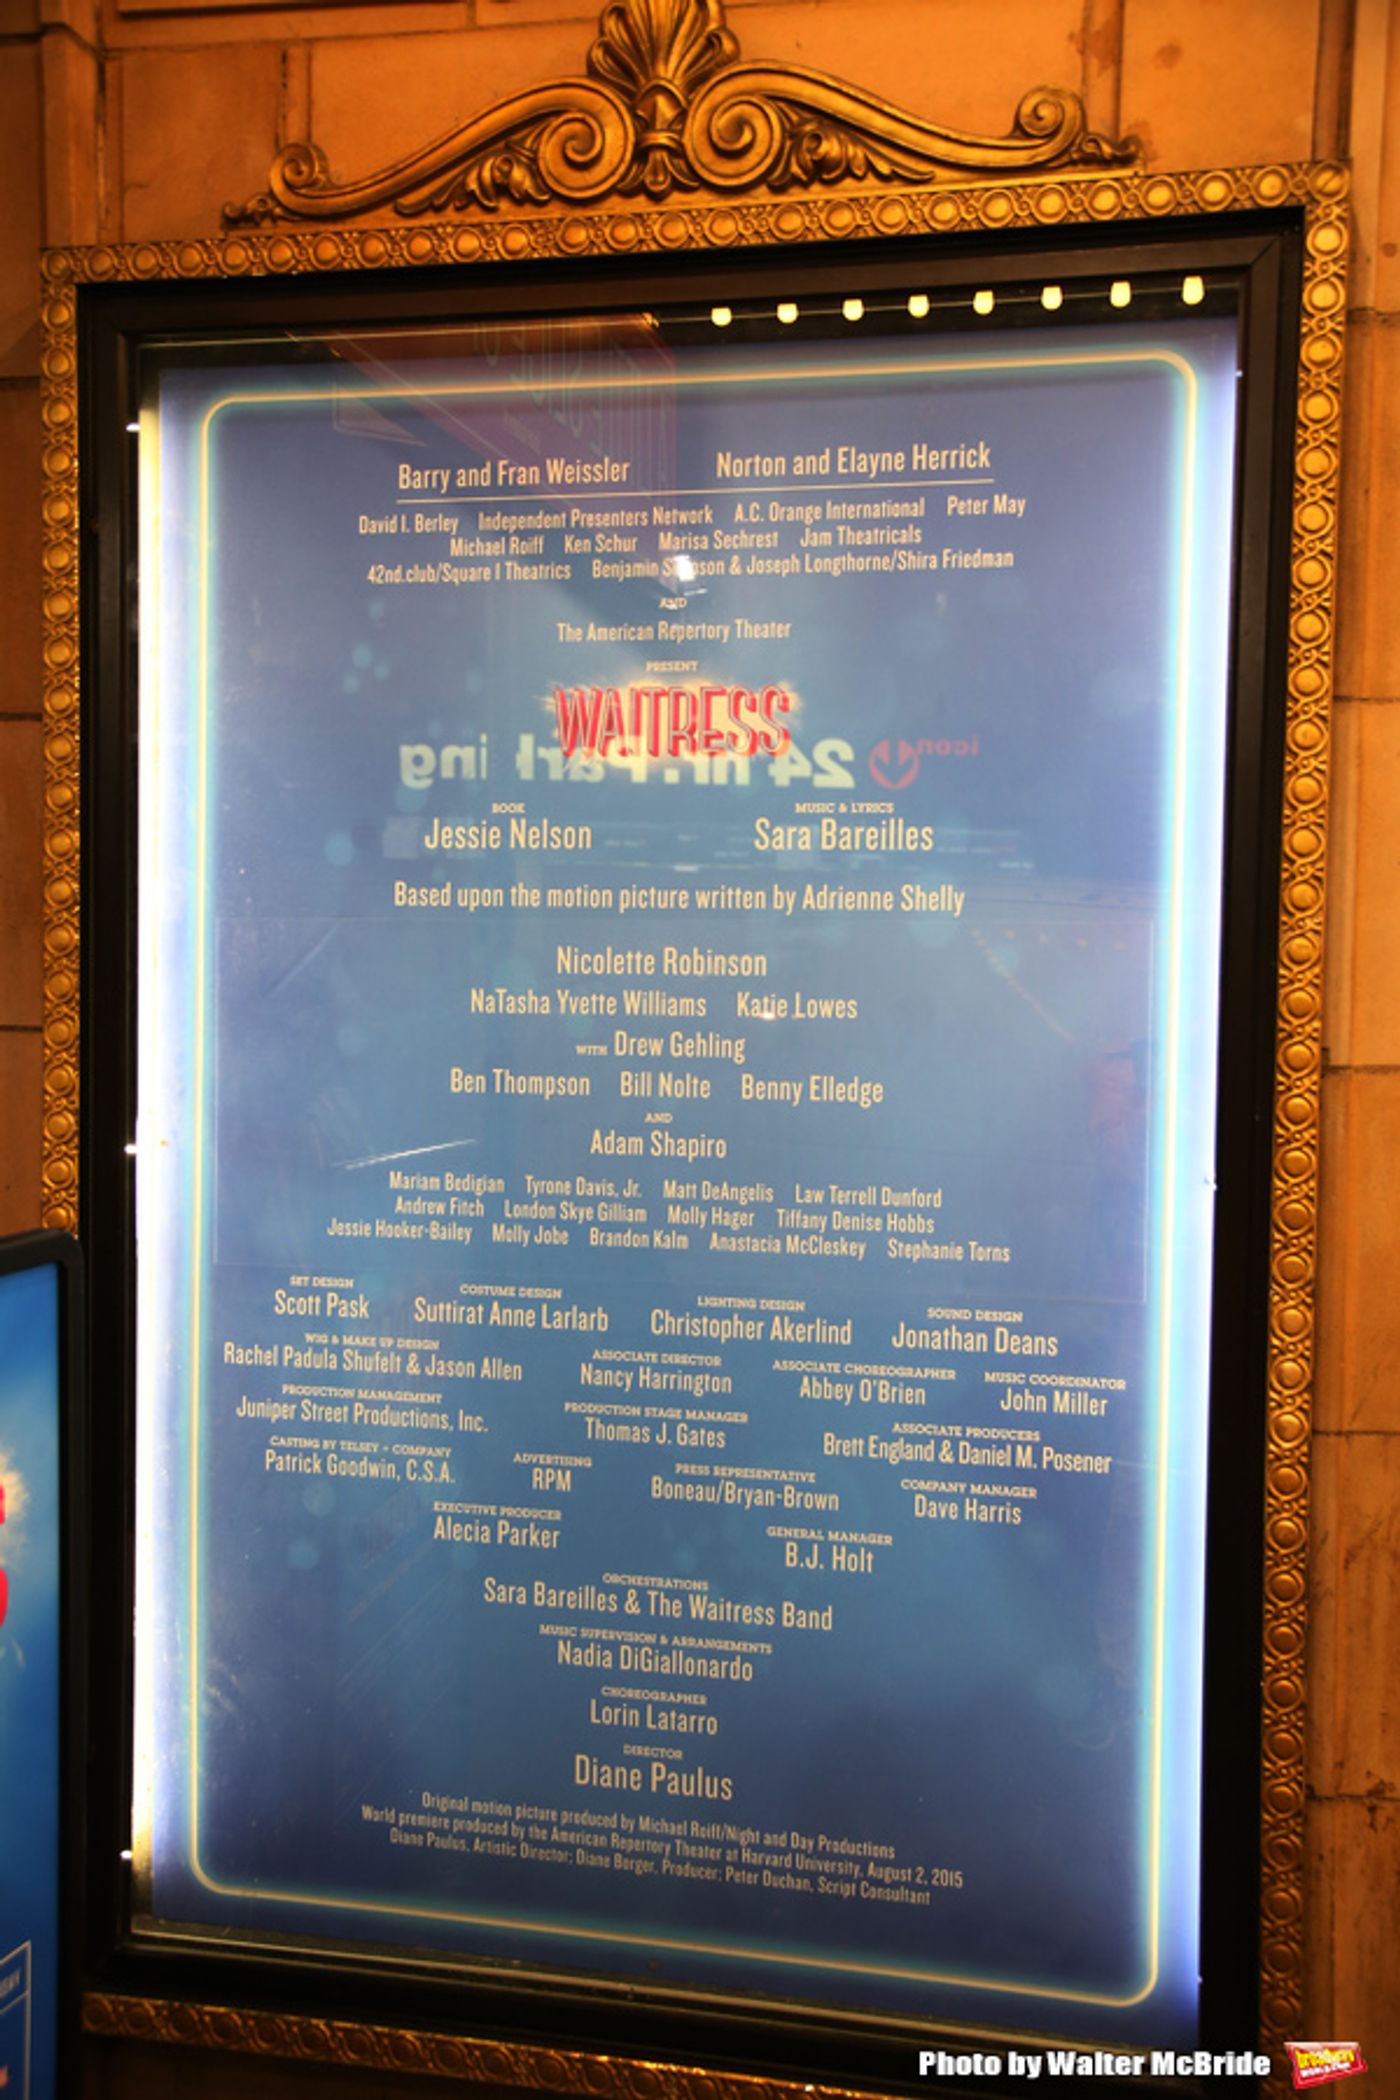 Barry and Fran Weissler Norton and Elayne Herrick
David I. Berley Independent Presenters Network A.C. Orange International Peter May
Michael Roiff Ken Schur Marisa Sechrest Jam Theatricals
42nd.club/Square 1 Theatrics Benjamin & Joseph Longthorne/Shira Friedman
AND
The American Repertory Theater
PRESENT
WAITRESS
icon 24 hr. Parking
BOOK MUSIC & LYRICS
Jessie Nelson Sara Bareilles
Based upon the motion picture written by Adrienne Shelly
Nicolette Robinson
NaTasha Yvette Williams Katie Lowes
WITH Drew Gehling
Ben Thompson Bill Nolte Benny Elledge
AND
Adam Shapiro
Mariam Bedigian Tyrone Davis, Jr. Matt DeAngelis Law Terrell Dunford
Andrew Fitch London Skye Gilliam Molly Hager Tiffany Denise Hobbs
Jessie Hooker-Bailey Molly Jobe Brandon Kalm Anastacia McCleskey Stephanie Torns
SET DESIGN COSTUME DESIGN LIGHTING DESIGN SOUND DESIGN
Scott Pask Suttirat Anne Larlarb Christopher Akerlind Jonathan Deans
WIG & MAKE UP DESIGN ASSOCIATE DIRECTOR ASSOCIATE CHOREOGRAPHER MUSIC COORDINATOR
Rachel Padula Shufelt & Jason Allen Nancy Harrington Abbey O'Brien John Miller
PRODUCTION MANAGEMENT PRODUCTION STAGE MANAGER ASSOCIATE PRODUCERS
Juniper Street Productions, Inc. Thomas J. Gates Brett England & Daniel M. Posener
CASTING BY TELSEY + COMPANY ADVERTISING PRESS REPRESENTATIVE COMPANY MANAGER
Patrick Goodwin, C.S.A. RPM Boneau/Bryan-Brown Dave Harris
EXECUTIVE PRODUCER GENERAL MANAGER
Alecia Parker B.J. Holt
ORCHESTRATIONS
Sara Bareilles & The Waitress Band
MUSIC SUPERVISION & ARRANGEMENTS
Nadia DiGiallonardo
CHOREOGRAPHER
Lorin Latarro
DIRECTOR
Diane Paulus
Original motion picture produced by Michael Roiff/Night and Day Productions
World premiere produced by the American Repertory Theater at Harvard University, August 2, 2015
Diane Paulus, Artistic Director; Diane Borger, Producer; Peter Duchan, Script Consultant
Photo by Walter McBride